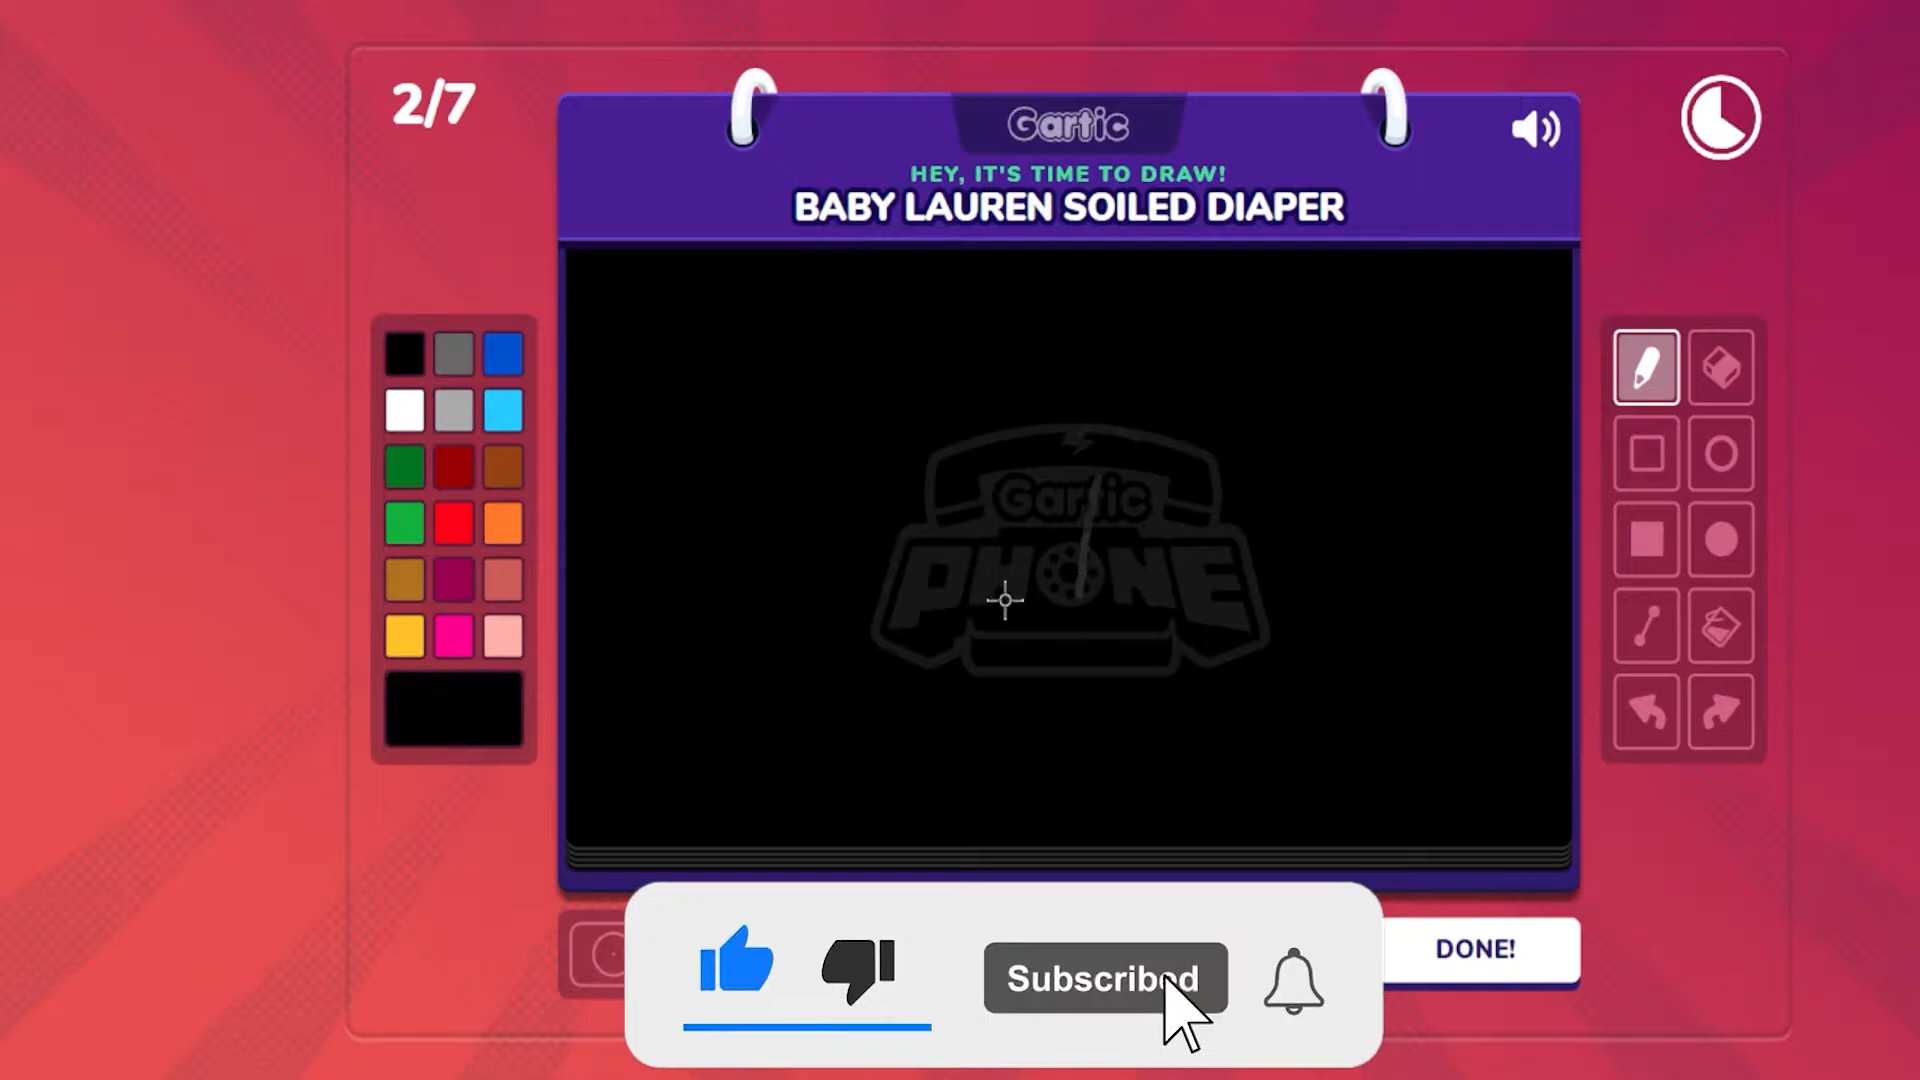 2/7
Gartic
HEY, IT'S TIME TO DRAW!
BABY LAUREN SOILED DIAPER
Gartic
PHONE
DONE!
Subscribed